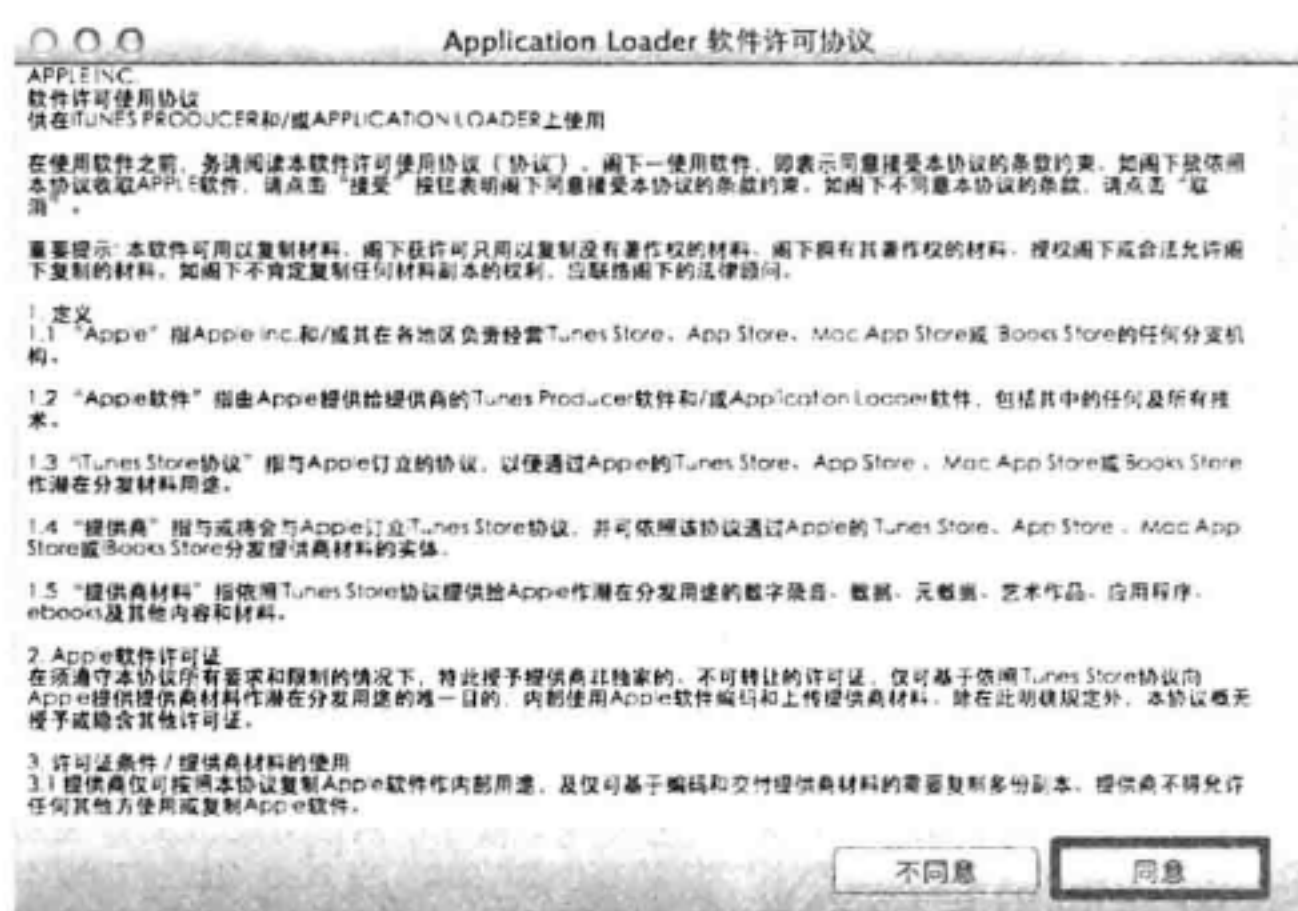 Application Loader 软件许可协议
APPLE INC.
软件许可使用协议
供在ITUNES PRODUCER和/或APPLICATION LOADER上使用
在使用软件之前，务请阅读本软件许可使用协议（“协议”）。阁下一使用软件，即表示同意接受本协议的条款约束。如阁下被依照
本协议收取APPLE软件，请点击“接受”按钮表明阁下同意接受本协议的条款约束。如阁下不同意本协议的条款，请点击“取
消”。
重要提示：本软件可用以复制材料。阁下获许可只用以复制没有著作权的材料、阁下拥有其著作权的材料、授权阁下或合法允许阁
下复制的材料。如阁下不肯定复制任何材料副本的权利，应联络阁下的法律顾问。
1. 定义
1.1 “Apple”指Apple Inc.和/或其在各地区负责经营iTunes Store、App Store、Mac App Store或 iBooks Store的任何分支机
构。
1.2 “Apple软件”指由Apple提供给提供商的iTunes Producer软件和/或Application Loader软件，包括其中的任何及所有技
术。
1.3 “iTunes Store协议”指与Apple订立的协议，以便通过Apple的iTunes Store、App Store 、Mac App Store或iBooks Store
作潜在分发材料用途。
1.4 “提供商”指与或将会与Apple订立iTunes Store协议，并可依照该协议通过Apple的 iTunes Store、App Store 、Mac App
Store或iBooks Store分发提供商材料的实体。
1.5 “提供商材料”指依照iTunes Store协议提供给Apple作潜在分发用途的数字录音、数据、元数据、艺术作品、应用程序、
ebooks及其他内容和材料。
2. Apple软件许可证
在须遵守本协议所有要求和限制的情况下，特此授予提供商非独家的、不可转让的许可证，仅可基于依照iTunes Store协议向
Apple提供提供商材料作潜在分发用途的唯一目的，内部使用Apple软件编码和上传提供商材料。除在此明确规定外，本协议概无
授予或隐含其他许可证。
3. 许可证条件 / 提供商材料的使用
3.1 提供商仅可按照本协议复制Apple软件作内部用途，及仅可基于编码和交付提供商材料的需要复制多份副本。提供商不得允许
任何其他方使用或复制Apple软件。
不同意
同意